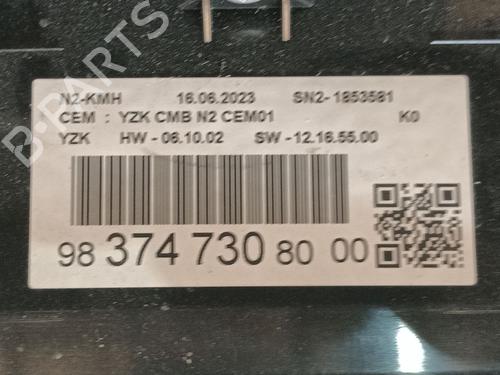 N2-KMH 16.06.2023 SN2-1853581
CEM : YZK CMB N2 CEM01 K0
YZK HW - 06.10.02 SW -12.16.55.00
98 374 730 80 00
B-PARTS